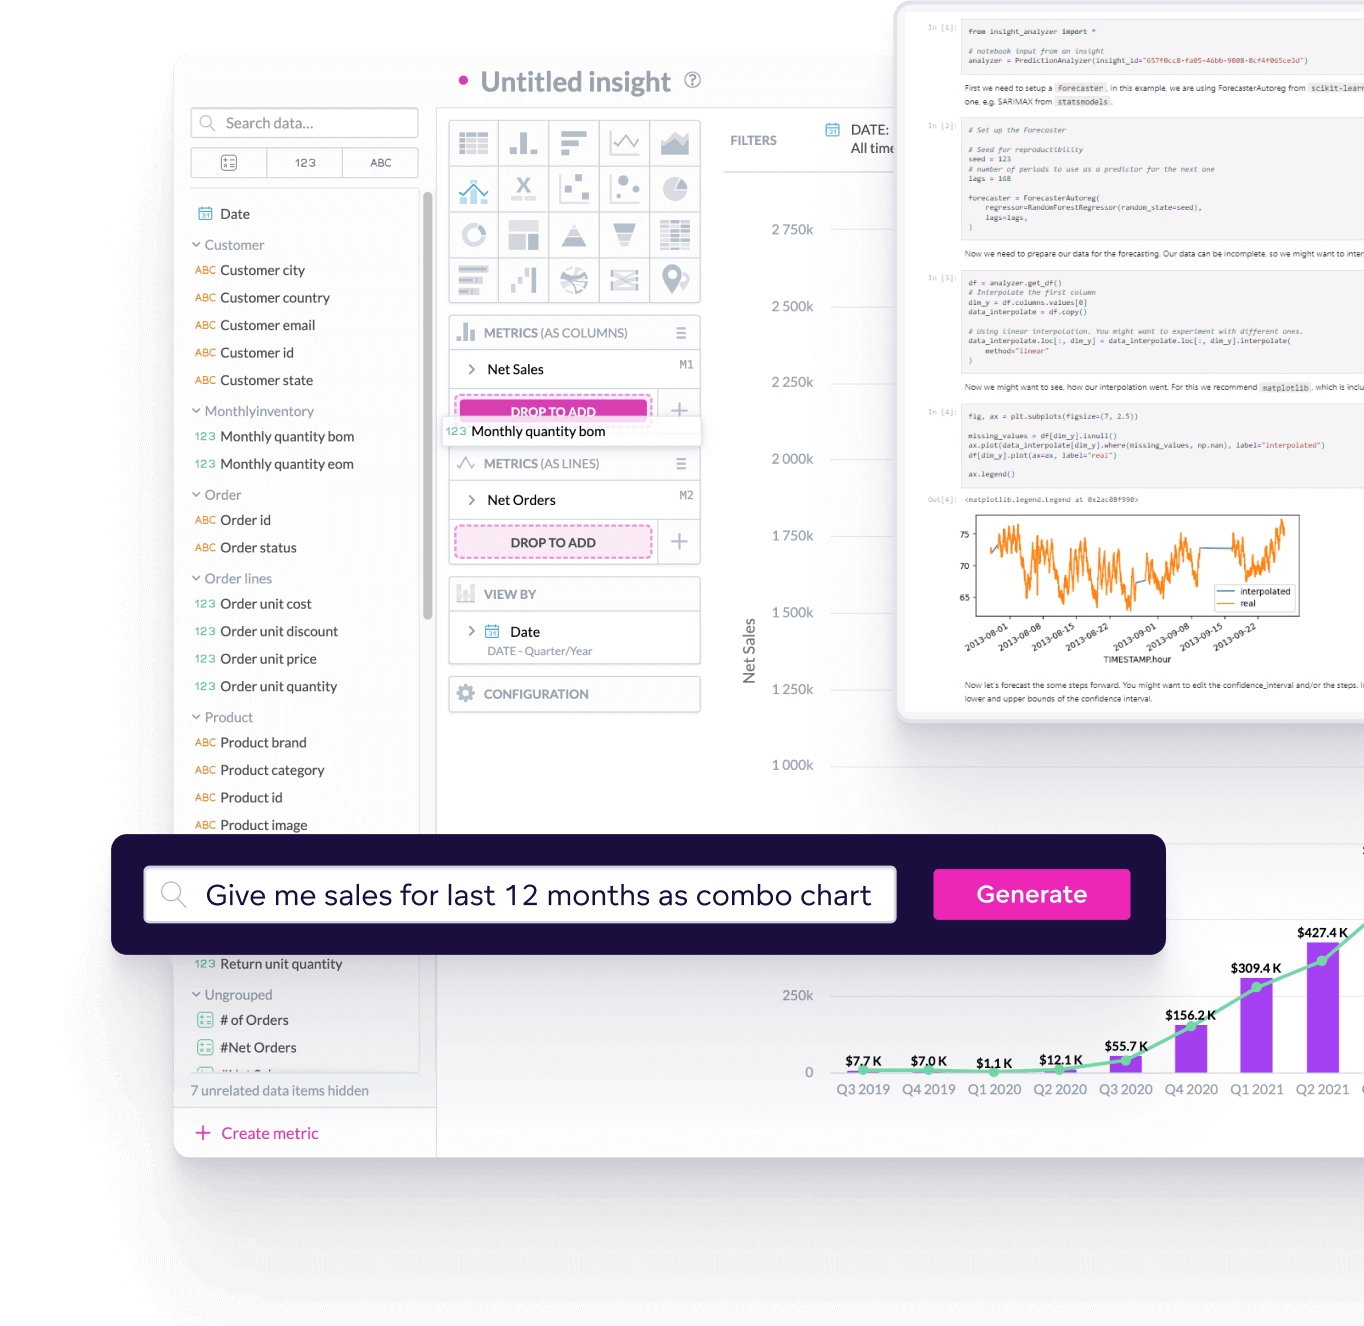 Untitled insight ?
Search data...
123
ABC
31 Date
Customer
ABC Customer city
ABC Customer country
ABC Customer email
ABC Customer id
ABC Customer state
Monthlyinventory
123 Monthly quantity bom
123 Monthly quantity eom
Order
ABC Order id
ABC Order status
Order lines
123 Order unit cost
123 Order unit discount
123 Order unit price
123 Order unit quantity
Product
ABC Product brand
ABC Product category
ABC Product id
ABC Product image
123 Return unit quantity
Ungrouped
# of Orders
#Net Orders
7 unrelated data items hidden
+ Create metric
METRICS (AS COLUMNS)
Net Sales M1
DROP TO ADD +
123 Monthly quantity bom
METRICS (AS LINES)
Net Orders M2
DROP TO ADD +
VIEW BY
31 Date
DATE - Quarter/Year
CONFIGURATION
FILTERS
31 DATE:
All time
Give me sales for last 12 months as combo chart
Generate
Net Sales
2 750k
2 500k
2 250k
2 000k
1 750k
1 500k
1 250k
1 000k
250k
0
$7.7 K
$7.0 K
$1.1 K
$12.1 K
$55.7 K
$156.2 K
$309.4 K
$427.4 K
Q3 2019 Q4 2019 Q1 2020 Q2 2020 Q3 2020 Q4 2020 Q1 2021 Q2 2021
In [1]:
from insight_analyzer import *
# notebook input from an insight
analyzer = PredictionAnalyzer(insight_id="657f0cc8-fa05-46bb-9808-8cf4f065ce3d")
First we need to setup a forecaster, in this example, we are using ForecasterAutoreg from scikit-lear
one, e.g. SARIMAX from statsmodels.
In [2]:
# Set up the Forecaster
# Seed for reproductibility
seed = 123
# number of periods to use as a predictor for the next one
lags = 168
forecaster = ForecasterAutoreg(
regressor=RandomForestRegressor(random_state=seed),
lags=lags,
)
Now we need to prepare our data for the forecasting. Our data can be incomplete, so we might want to inter
In [3]:
df = analyzer.get_df()
# Interpolate the first column
dim_y = df.columns.values[0]
data_interpolate = df.copy()
# Using linear interpolation. You might want to experiment with different ones.
data_interpolate.loc[:, dim_y] = data_interpolate.loc[:, dim_y].interpolate(
method="linear"
)
Now we might want to see, how our interpolation went. For this we recommend matplotlib, which is inclu
In [4]:
fig, ax = plt.subplots(figsize=(7, 2.5))
missing_values = df[dim_y].isnull()
ax.plot(data_interpolate[dim_y].where(missing_values, np.nan), label="interpolated")
df[dim_y].plot(ax=ax, label="real")
ax.legend()
Out[4]: <matplotlib.legend.Legend at 0x2ac08f990>
75
70
65
interpolated
real
2013-08-01 2013-08-08 2013-08-15 2013-08-22 2013-09-01 2013-09-08 2013-09-15 2013-09-22
TIMESTAMP.hour
Now let's forecast the some steps forward. You might want to edit the confidence_interval and/or the steps. I
lower and upper bounds of the confidence interval.